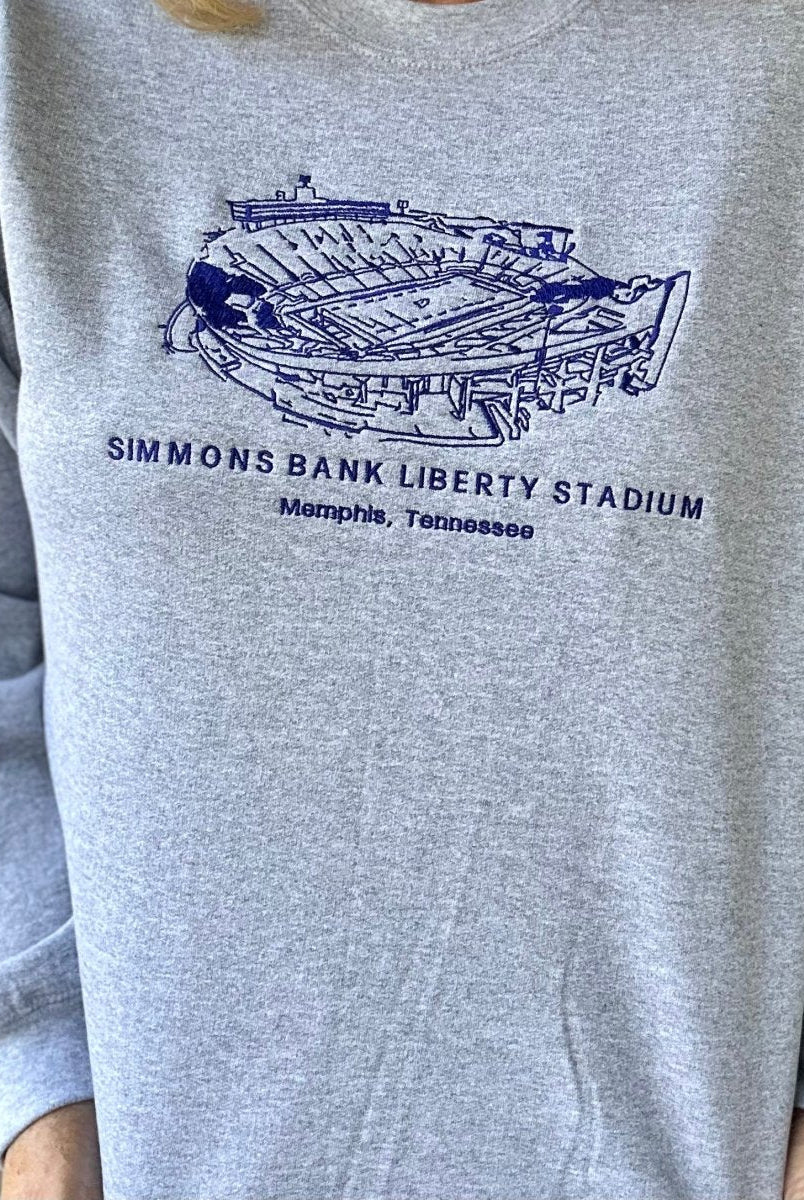 SIMMONS BANK LIBERTY STADIUM
Memphis, Tennessee